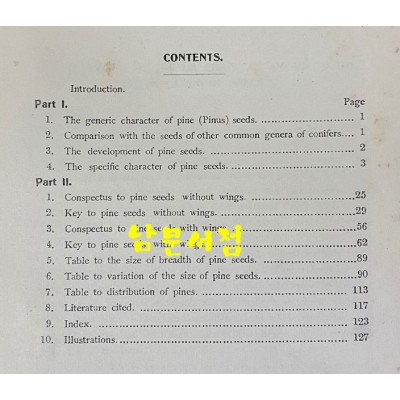 CONTENTS.
Introduction.
Part I. Page
1. The generic character of pine (Pinus) seeds. 1
2. Comparison with the seeds of other common genera of conifers. 1
3. The development of pine seeds. 2
4. The specific character of pine seeds. 3
Part II.
1. Conspectus to pine seeds without wings. 25
2. Key to pine seeds without wings. 29
3. Conspectus to pine seeds with wings. 56
4. Key to pine seeds with 62
남문서점
5. Table to the size of breadth of pine seeds. 89
6. Table to variation of the size of pine seeds. 90
7. Table to distribution of pines. 113
8. Literature cited. 117
9. Index. 123
10. Illustrations. 127